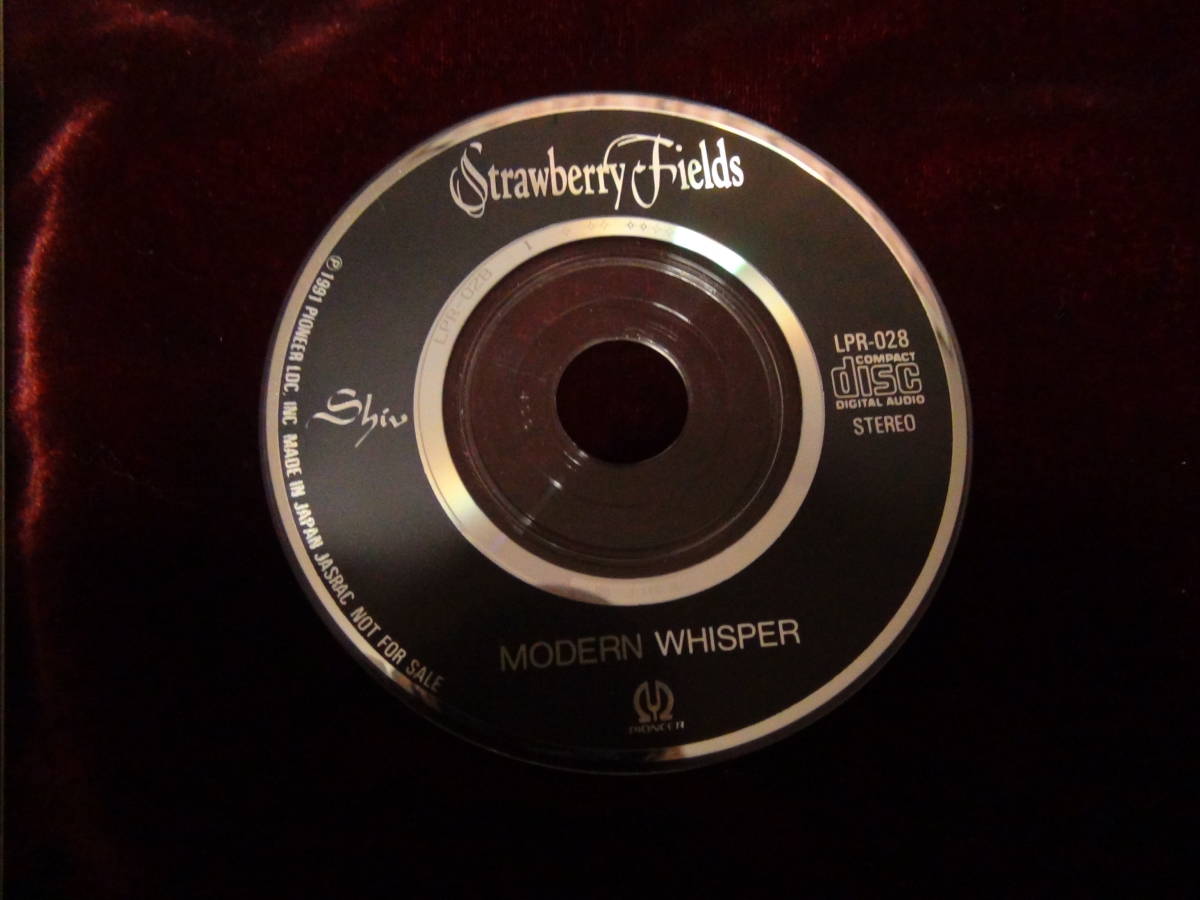 Strawberry Fields
LPR-028 1
LPR-028
COMPACT
disc
DIGITAL AUDIO
STEREO
Shiv
℗ 1991 PIONEER LDC, INC MADE IN JAPAN JASRAC NOT FOR SALE
MODERN WHISPER
PIONEER